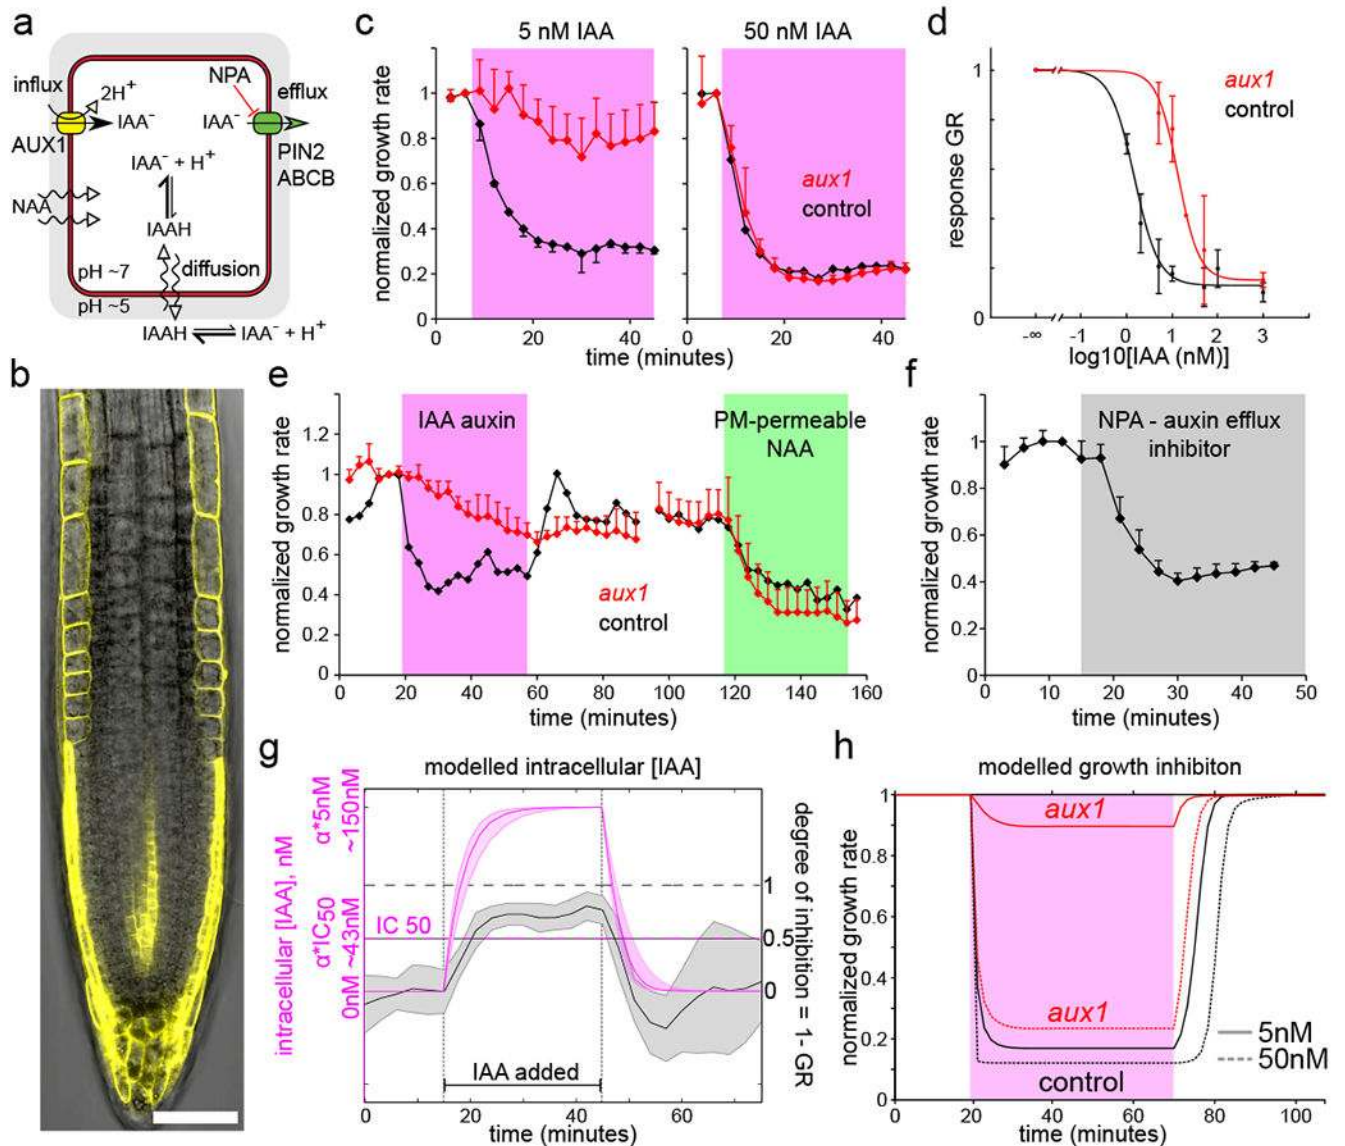 a
influx
2H⁺
IAA⁻
AUX1
NPA
IAA⁻
efflux
PIN2
ABCB
IAA⁻ + H⁺
NAA
IAAH
diffusion
pH ~7
pH ~5
IAAH
IAA⁻ + H⁺
b
c
5 nM IAA
50 nM IAA
normalized growth rate
1
0.8
0.6
0.4
0.2
0
aux1
control
0
20
40
0
20
40
time (minutes)
time (minutes)
d
response GR
1
0
aux1
control
-∞
-1
0
1
2
3
log10[IAA (nM)]
e
normalized growth rate
1.2
1
0.8
0.6
0.4
0.2
0
IAA auxin
PM-permeable
NAA
aux1
control
0
20
40
60
80
100
120
140
160
time (minutes)
f
normalized growth rate
1
0.8
0.6
0.4
0.2
0
NPA - auxin efflux
inhibitor
0
10
20
30
40
50
time (minutes)
g
modelled intracellular [IAA]
intracellular [IAA], nM
α*5nM
~150nM
α*IC50
~43nM
0nM
IC 50
1
0.5
0
degree of inhibition = 1- GR
IAA added
0
20
40
60
time (minutes)
h
modelled growth inhibiton
normalized growth rate
1
0.8
0.6
0.4
0.2
0
aux1
aux1
control
5nM
50nM
0
20
40
60
80
100
time (minutes)